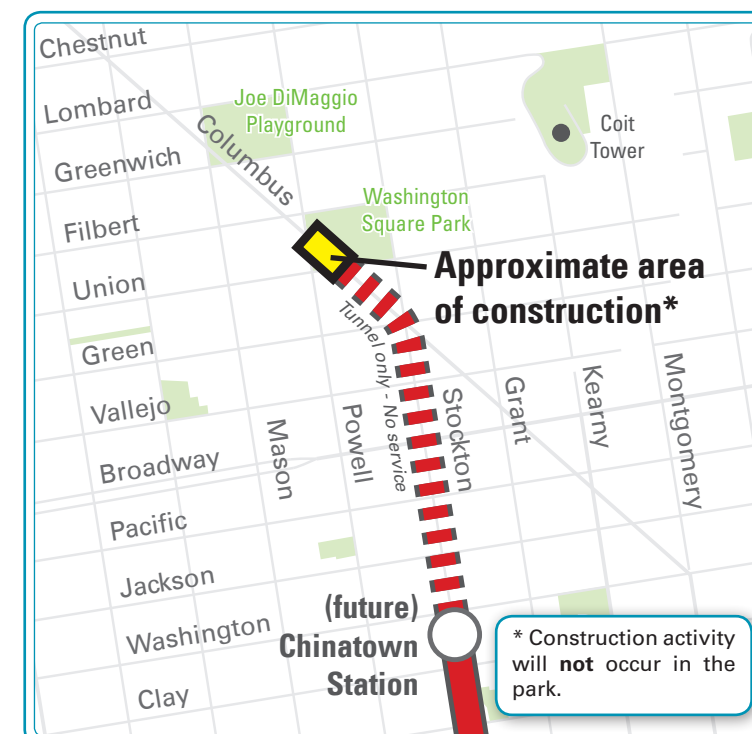 Chestnut
Lombard
Greenwich
Filbert
Union
Green
Vallejo
Broadway
Pacific
Jackson
Washington
Clay
Joe DiMaggio
Playground
Columbus
Coit
Tower
Washington
Square Park
Approximate area
of construction*
Tunnel only - No service
Mason
Powell
Stockton
Grant
Kearny
Montgomery
(future)
Chinatown
Station
* Construction activity
will not occur in the
park.